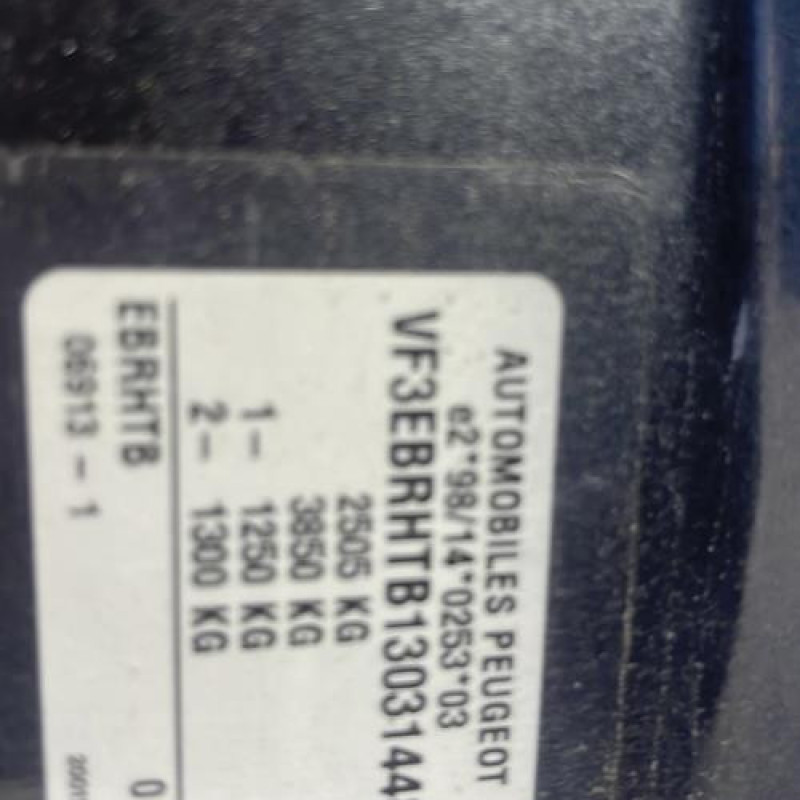 AUTOMOBILES PEUGEOT
e2*98/14*0253*03
VF3EBRHTB1303144
2505 KG
3850 KG
1- 1250 KG
2- 1300 KG
EBRHTB 0
06913 - 1